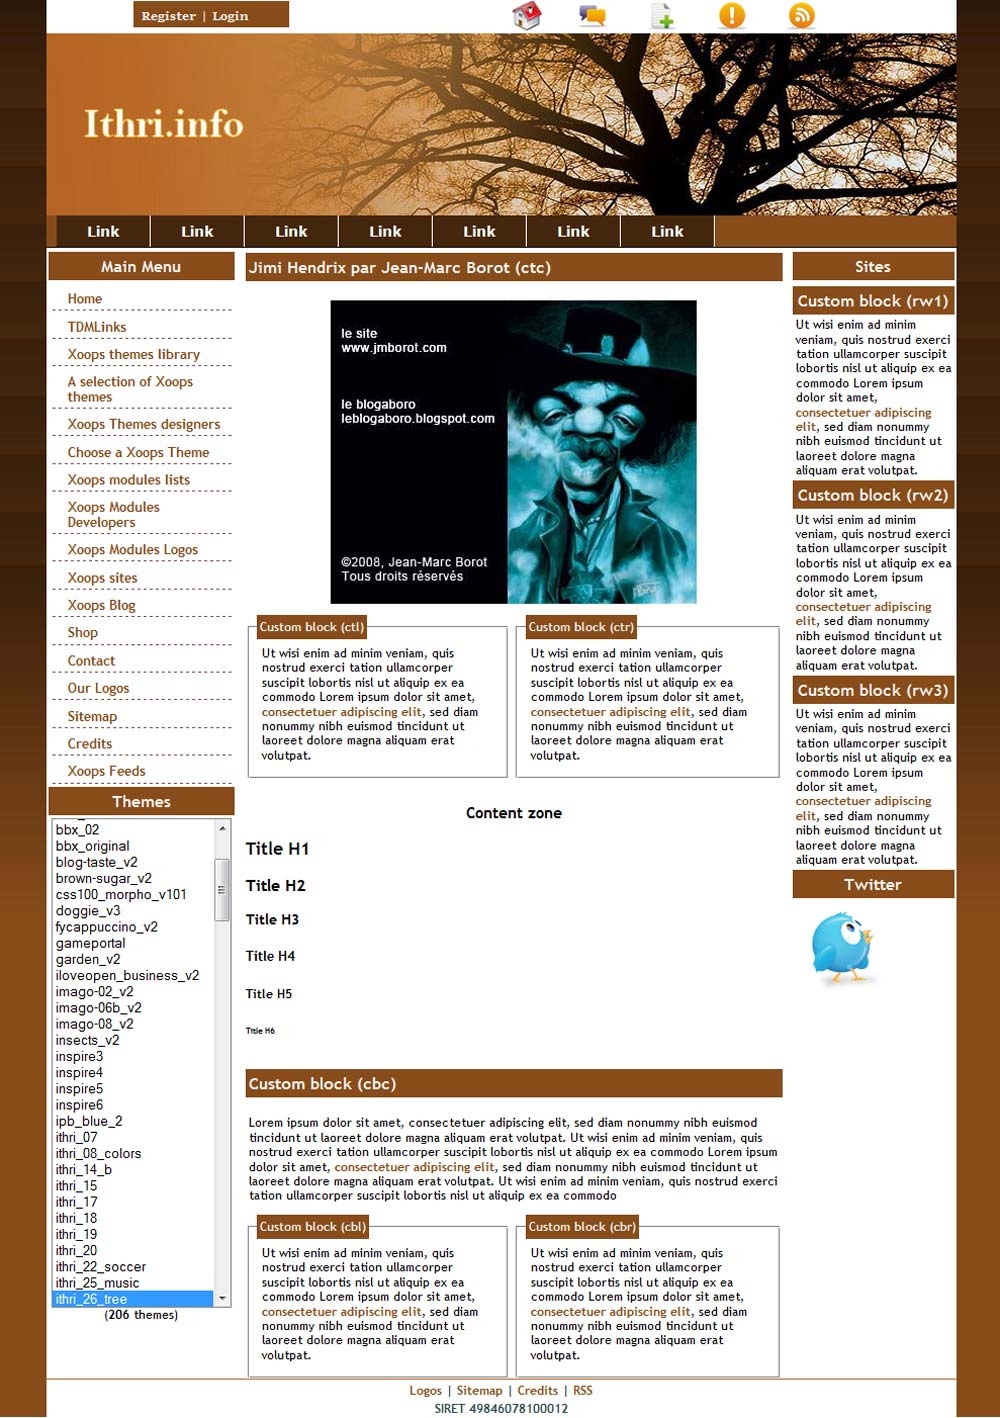 Register | Login
Ithri.info
Link Link Link Link Link Link Link
Main Menu
Home
TDMLinks
Xoops themes library
A selection of Xoops
themes
Xoops Themes designers
Choose a Xoops Theme
Xoops modules lists
Xoops Modules
Developers
Xoops Modules Logos
Xoops sites
Xoops Blog
Shop
Contact
Our Logos
Sitemap
Credits
Xoops Feeds
Themes
bbx_02
bbx_original
blog-taste_v2
brown-sugar_v2
css100_morpho_v101
doggie_v3
fycappuccino_v2
gameportal
garden_v2
iloveopen_business_v2
imago-02_v2
imago-06b_v2
imago-08_v2
insects_v2
inspire3
inspire4
inspire5
inspire6
ipb_blue_2
ithri_07
ithri_08_colors
ithri_14_b
ithri_15
ithri_17
ithri_18
ithri_19
ithri_20
ithri_22_soccer
ithri_25_music
ithri_26_tree
(206 themes)
Jimi Hendrix par Jean-Marc Borot (ctc)
le site
www.jmborot.com
le blogaboro
leblogaboro.blogspot.com
©2008, Jean-Marc Borot
Tous droits réservés
Custom block (ctl)
Ut wisi enim ad minim veniam, quis
nostrud exerci tation ullamcorper
suscipit lobortis nisl ut aliquip ex ea
commodo Lorem ipsum dolor sit amet,
consectetuer adipiscing elit, sed diam
nonummy nibh euismod tincidunt ut
laoreet dolore magna aliquam erat
volutpat.
Custom block (ctr)
Ut wisi enim ad minim veniam, quis
nostrud exerci tation ullamcorper
suscipit lobortis nisl ut aliquip ex ea
commodo Lorem ipsum dolor sit amet,
consectetuer adipiscing elit, sed diam
nonummy nibh euismod tincidunt ut
laoreet dolore magna aliquam erat
volutpat.
Content zone
Title H1
Title H2
Title H3
Title H4
Title H5
Title H6
Custom block (cbc)
Lorem ipsum dolor sit amet, consectetuer adipiscing elit, sed diam nonummy nibh euismod
tincidunt ut laoreet dolore magna aliquam erat volutpat. Ut wisi enim ad minim veniam, quis
nostrud exerci tation ullamcorper suscipit lobortis nisl ut aliquip ex ea commodo Lorem ipsum
dolor sit amet, consectetuer adipiscing elit, sed diam nonummy nibh euismod tincidunt ut
laoreet dolore magna aliquam erat volutpat. Ut wisi enim ad minim veniam, quis nostrud exerci
tation ullamcorper suscipit lobortis nisl ut aliquip ex ea commodo
Custom block (cbl)
Ut wisi enim ad minim veniam, quis
nostrud exerci tation ullamcorper
suscipit lobortis nisl ut aliquip ex ea
commodo Lorem ipsum dolor sit amet,
consectetuer adipiscing elit, sed diam
nonummy nibh euismod tincidunt ut
laoreet dolore magna aliquam erat
volutpat.
Custom block (cbr)
Ut wisi enim ad minim veniam, quis
nostrud exerci tation ullamcorper
suscipit lobortis nisl ut aliquip ex ea
commodo Lorem ipsum dolor sit amet,
consectetuer adipiscing elit, sed diam
nonummy nibh euismod tincidunt ut
laoreet dolore magna aliquam erat
volutpat.
Sites
Custom block (rw1)
Ut wisi enim ad minim
veniam, quis nostrud exerci
tation ullamcorper suscipit
lobortis nisl ut aliquip ex ea
commodo Lorem ipsum
dolor sit amet,
consectetuer adipiscing
elit, sed diam nonummy
nibh euismod tincidunt ut
laoreet dolore magna
aliquam erat volutpat.
Custom block (rw2)
Ut wisi enim ad minim
veniam, quis nostrud exerci
tation ullamcorper suscipit
lobortis nisl ut aliquip ex ea
commodo Lorem ipsum
dolor sit amet,
consectetuer adipiscing
elit, sed diam nonummy
nibh euismod tincidunt ut
laoreet dolore magna
aliquam erat volutpat.
Custom block (rw3)
Ut wisi enim ad minim
veniam, quis nostrud exerci
tation ullamcorper suscipit
lobortis nisl ut aliquip ex ea
commodo Lorem ipsum
dolor sit amet,
consectetuer adipiscing
elit, sed diam nonummy
nibh euismod tincidunt ut
laoreet dolore magna
aliquam erat volutpat.
Twitter
Logos | Sitemap | Credits | RSS
SIRET 49846078100012